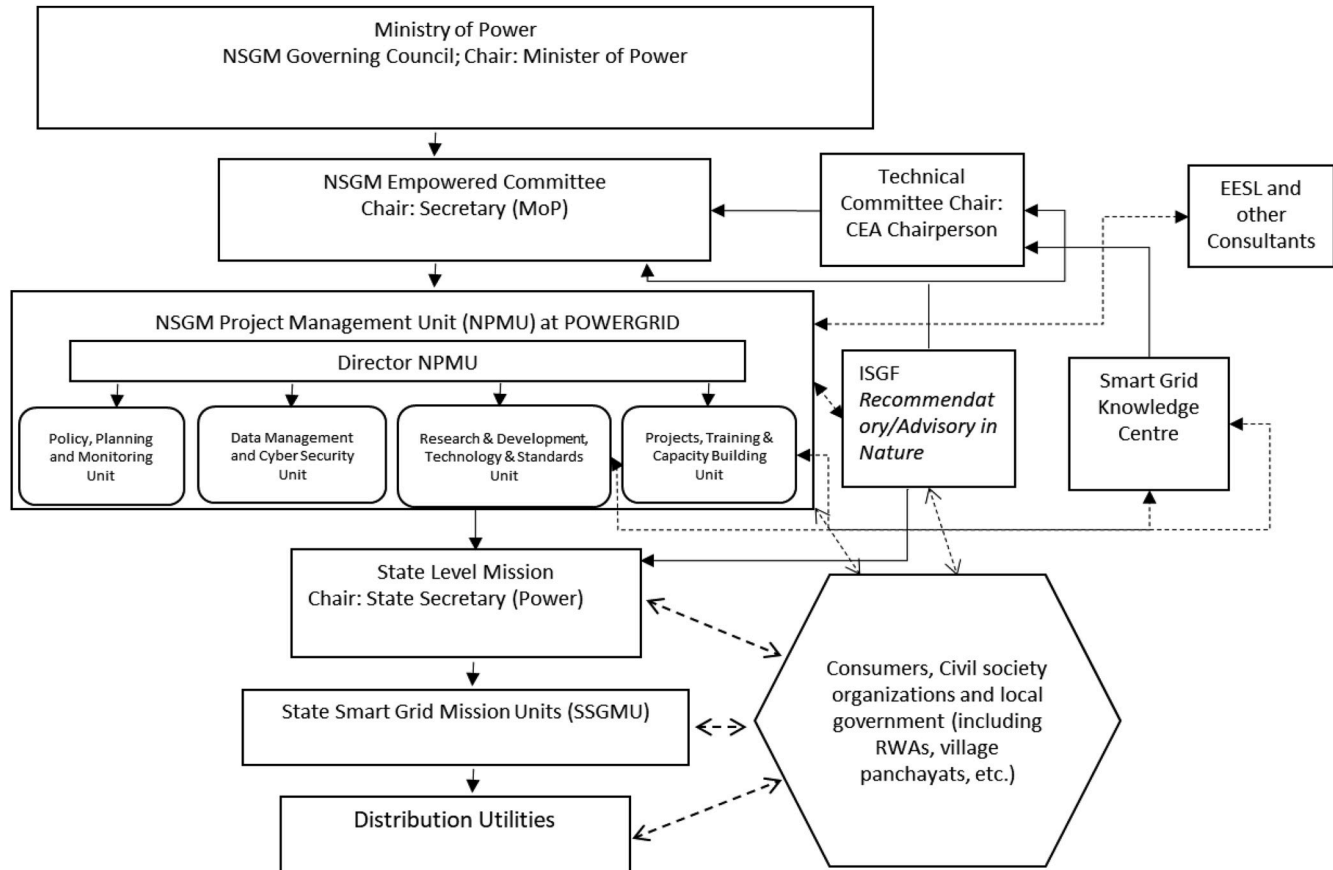 Ministry of Power
NSGM Governing Council; Chair: Minister of Power
NSGM Empowered Committee
Chair: Secretary (MoP)
Technical
Committee Chair:
CEA Chairperson
EESL and
other
Consultants
NSGM Project Management Unit (NPMU) at POWERGRID
Director NPMU
Policy, Planning
and Monitoring
Unit
Data Management
and Cyber Security
Unit
Research & Development,
Technology & Standards
Unit
Projects, Training &
Capacity Building
Unit
ISGF
Recommendat
ory/Advisory in
Nature
Smart Grid
Knowledge
Centre
State Level Mission
Chair: State Secretary (Power)
State Smart Grid Mission Units (SSGMU)
Distribution Utilities
Consumers, Civil society
organizations and local
government (including
RWAs, village
panchayats, etc.)